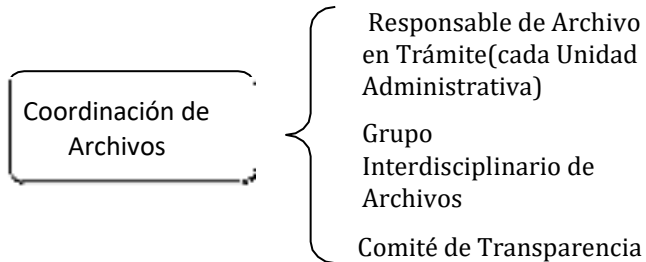 Coordinación de
Archivos
Responsable de Archivo
en Trámite(cada Unidad
Administrativa)
Grupo
Interdisciplinario de
Archivos
Comité de Transparencia